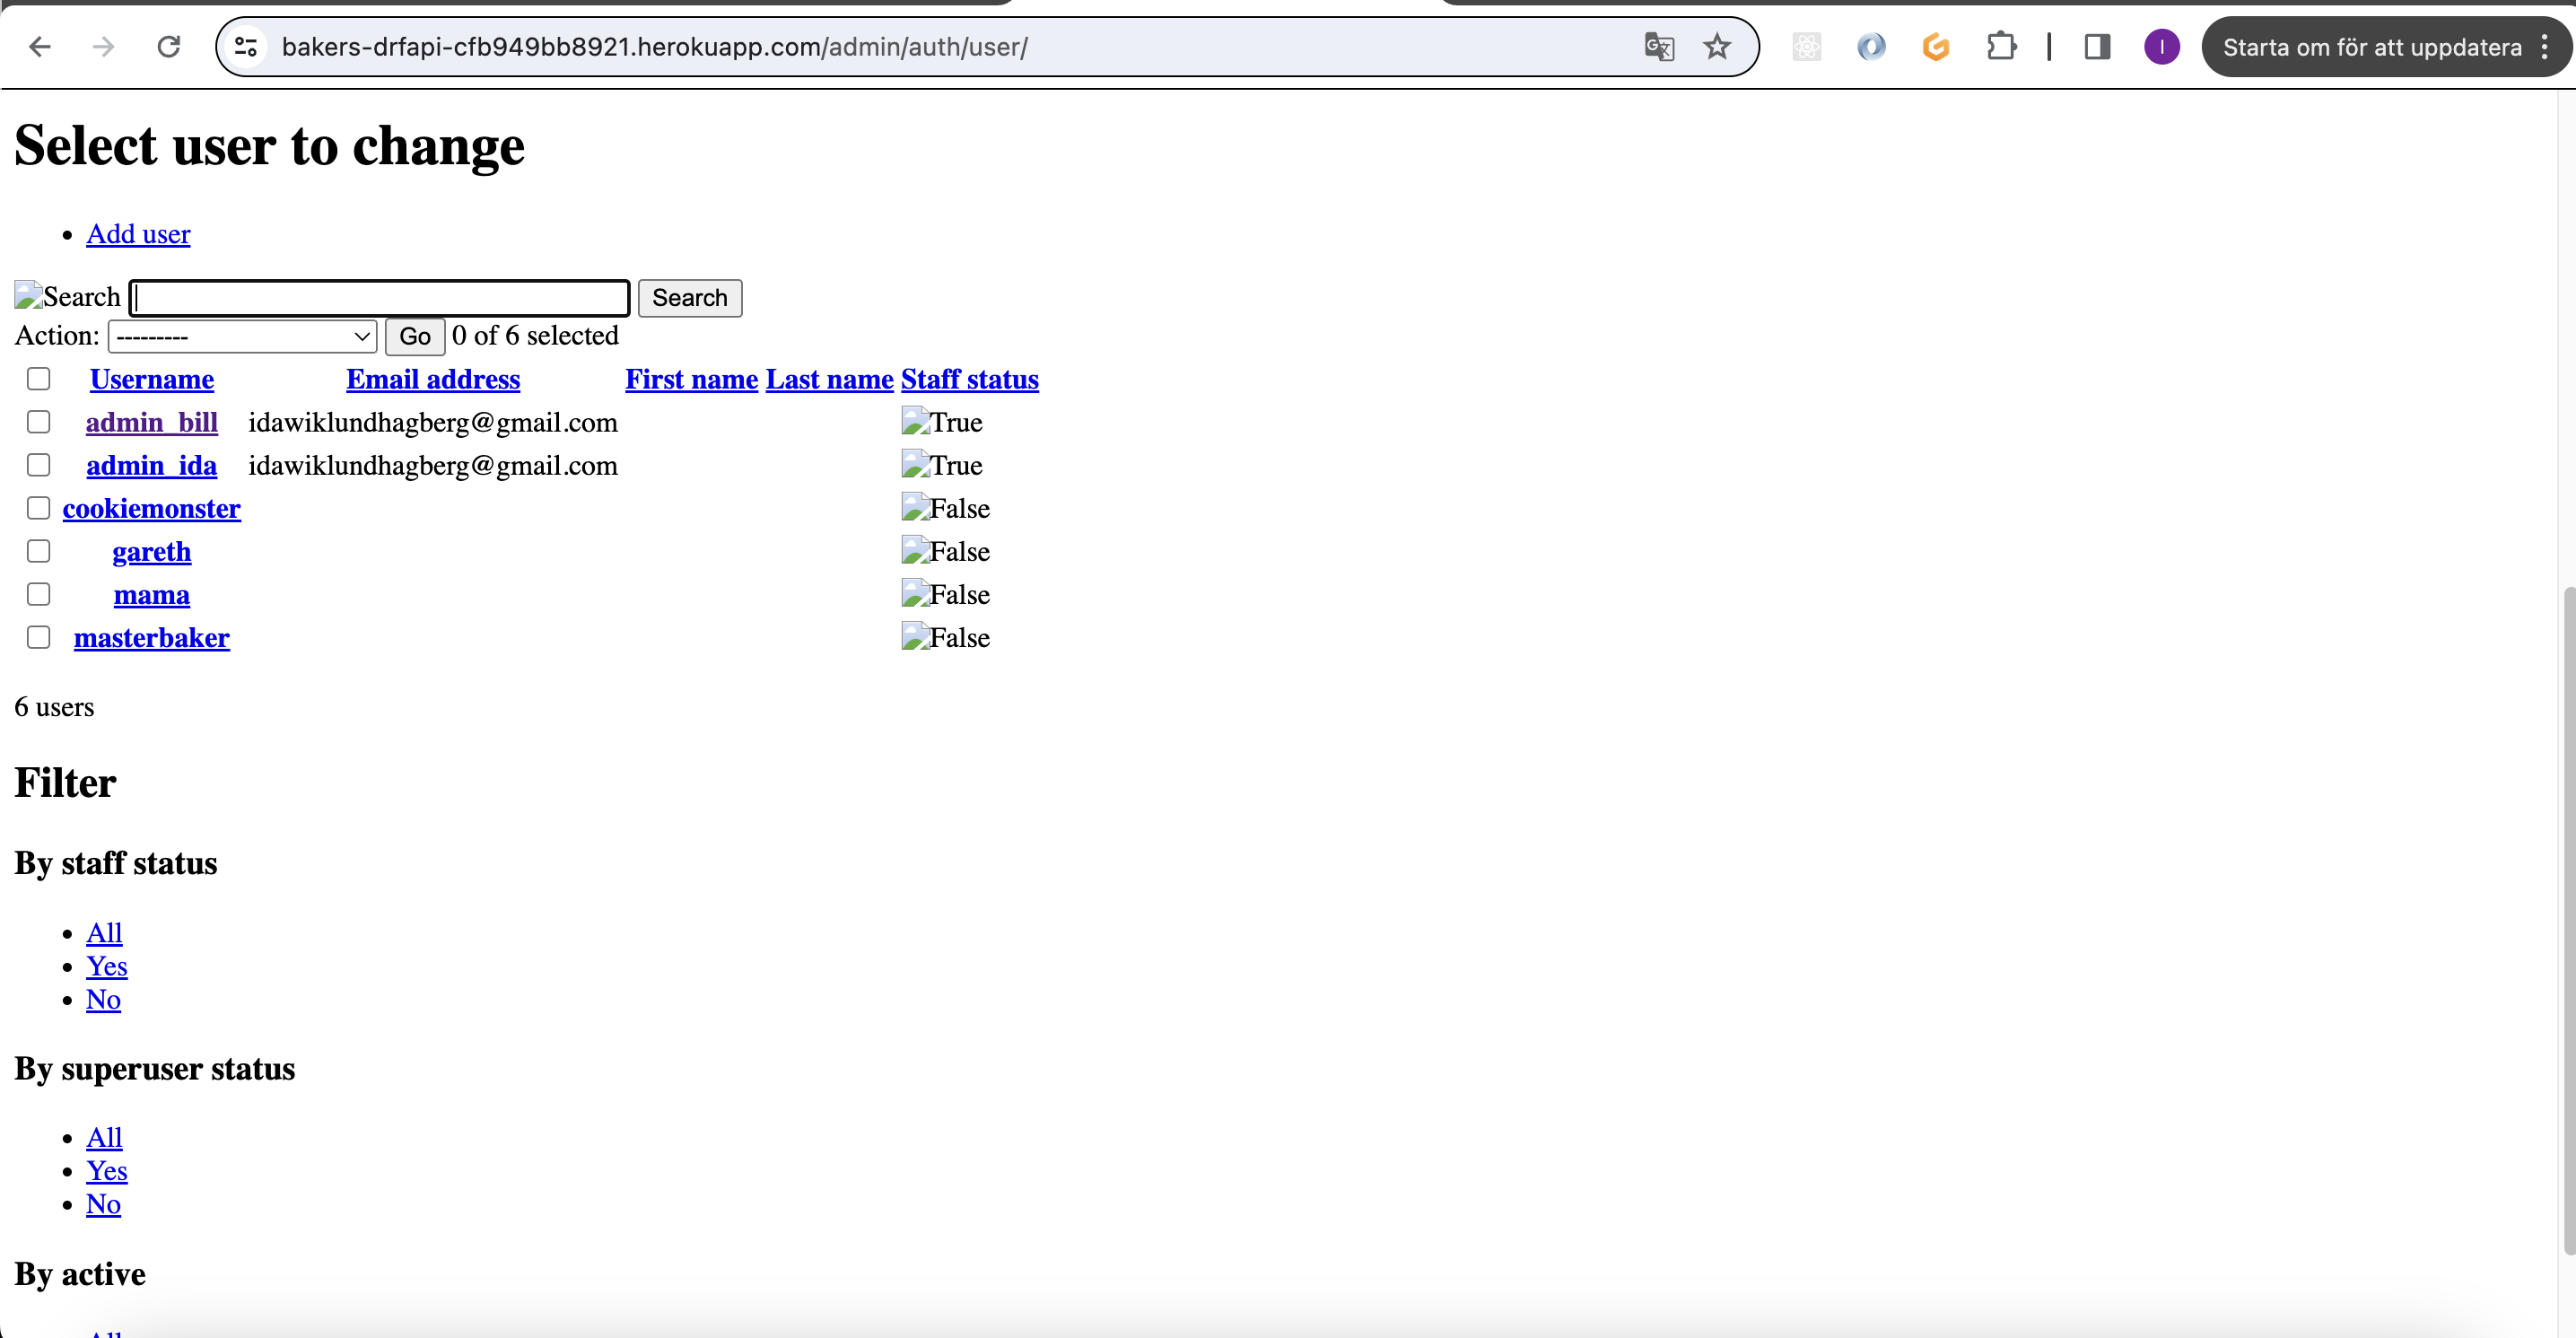 bakers-drfapi-cfb949bb8921.herokuapp.com/admin/auth/user/
I
Starta om för att uppdatera
Select user to change
Add user
Search Search
Action: --------- Go 0 of 6 selected
Username Email address First name Last name Staff status
admin_bill idawiklundhagberg@gmail.com True
admin_ida idawiklundhagberg@gmail.com True
cookiemonster False
gareth False
mama False
masterbaker False
6 users
Filter
By staff status
All
Yes
No
By superuser status
All
Yes
No
By active
All